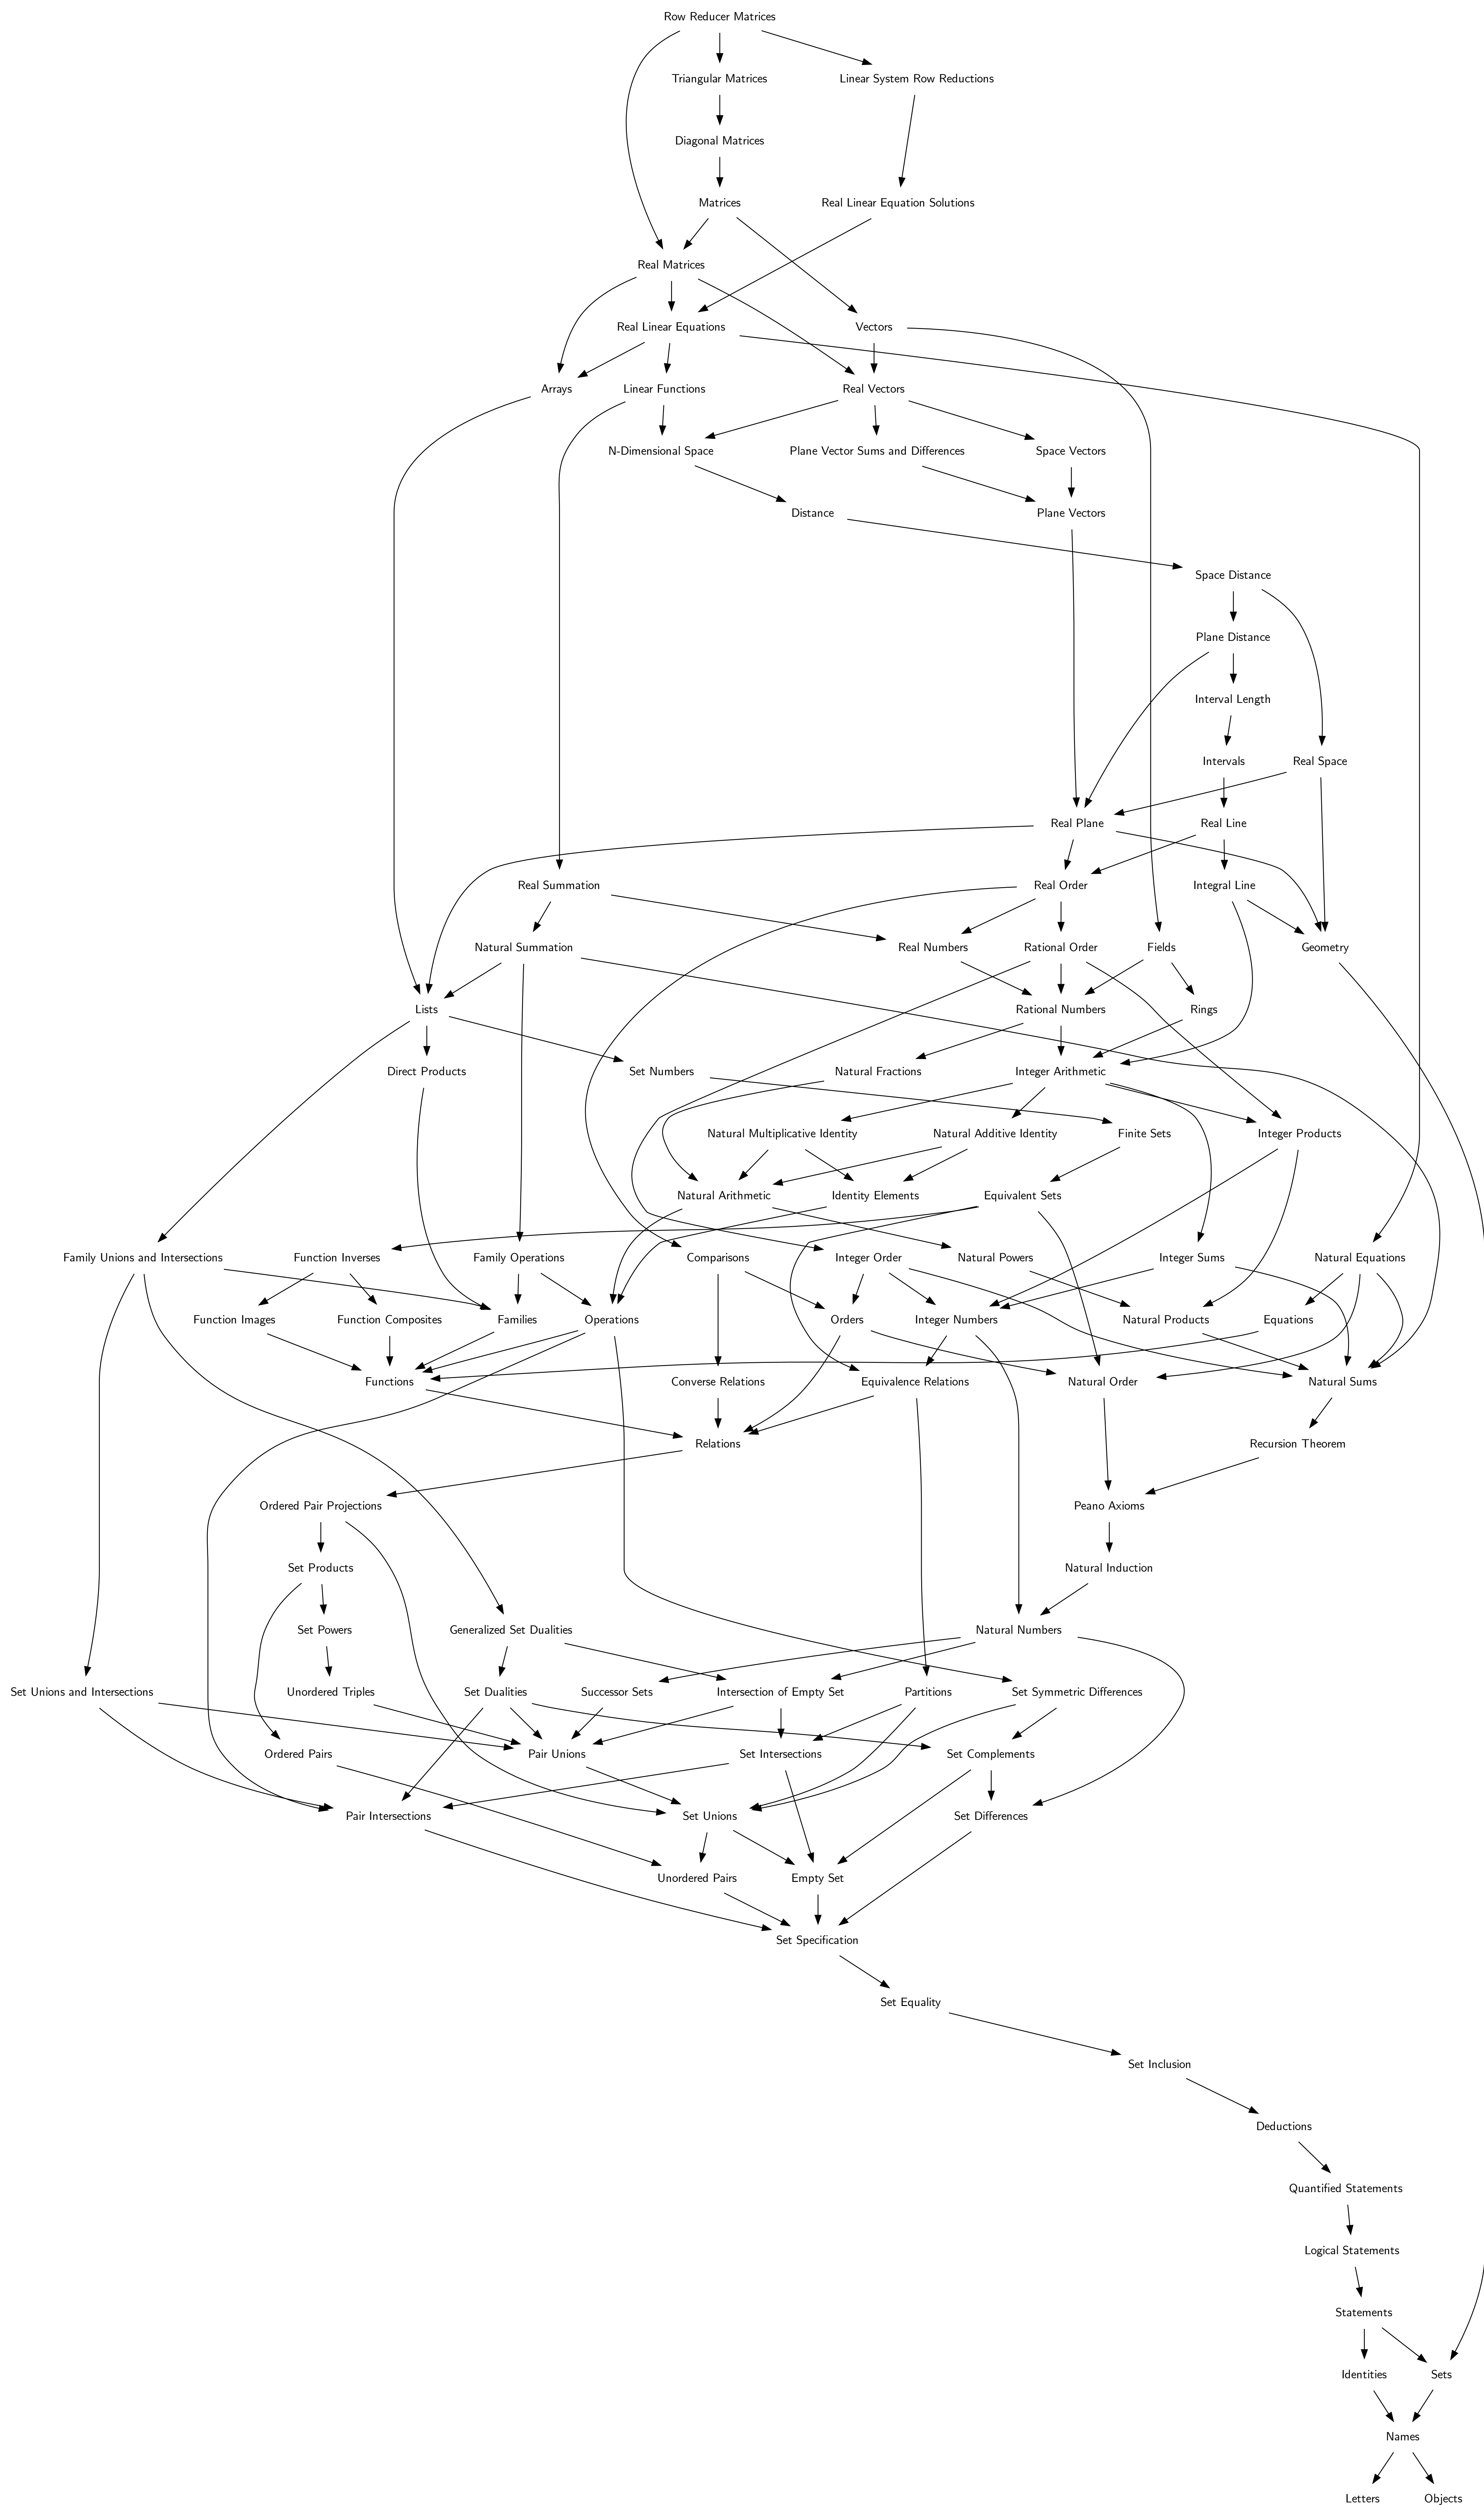 Row Reducer Matrices
Triangular Matrices
Linear System Row Reductions
Diagonal Matrices
Matrices
Real Linear Equation Solutions
Real Matrices
Real Linear Equations
Vectors
Arrays
Linear Functions
Real Vectors
N-Dimensional Space
Plane Vector Sums and Differences
Space Vectors
Distance
Plane Vectors
Space Distance
Plane Distance
Interval Length
Intervals
Real Space
Real Plane
Real Line
Real Summation
Real Order
Integral Line
Natural Summation
Real Numbers
Rational Order
Fields
Geometry
Lists
Rational Numbers
Rings
Direct Products
Set Numbers
Natural Fractions
Integer Arithmetic
Natural Multiplicative Identity
Natural Additive Identity
Finite Sets
Integer Products
Natural Arithmetic
Identity Elements
Equivalent Sets
Family Unions and Intersections
Function Inverses
Family Operations
Comparisons
Integer Order
Natural Powers
Integer Sums
Natural Equations
Function Images
Function Composites
Families
Operations
Orders
Integer Numbers
Natural Products
Equations
Functions
Converse Relations
Equivalence Relations
Natural Order
Natural Sums
Relations
Recursion Theorem
Ordered Pair Projections
Peano Axioms
Set Products
Natural Induction
Set Powers
Generalized Set Dualities
Natural Numbers
Set Unions and Intersections
Unordered Triples
Set Dualities
Successor Sets
Intersection of Empty Set
Partitions
Set Symmetric Differences
Ordered Pairs
Pair Unions
Set Intersections
Set Complements
Pair Intersections
Set Unions
Set Differences
Unordered Pairs
Empty Set
Set Specification
Set Equality
Set Inclusion
Deductions
Quantified Statements
Logical Statements
Statements
Identities
Sets
Names
Letters
Objects